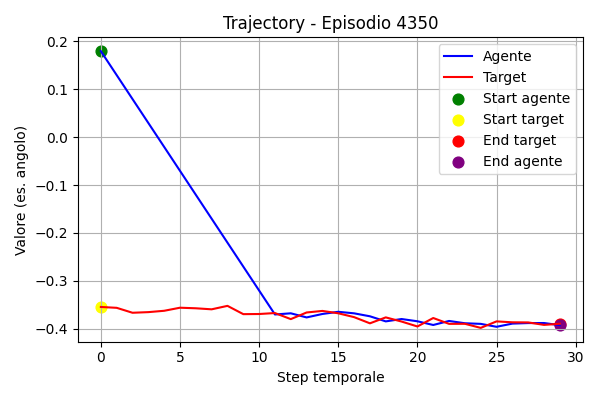 Trajectory - Episodio 4350
Valore (es. angolo)
0.2
0.1
0.0
−0.1
−0.2
−0.3
−0.4
0
5
10
15
20
25
30
Step temporale
Agente
Target
Start agente
Start target
End target
End agente